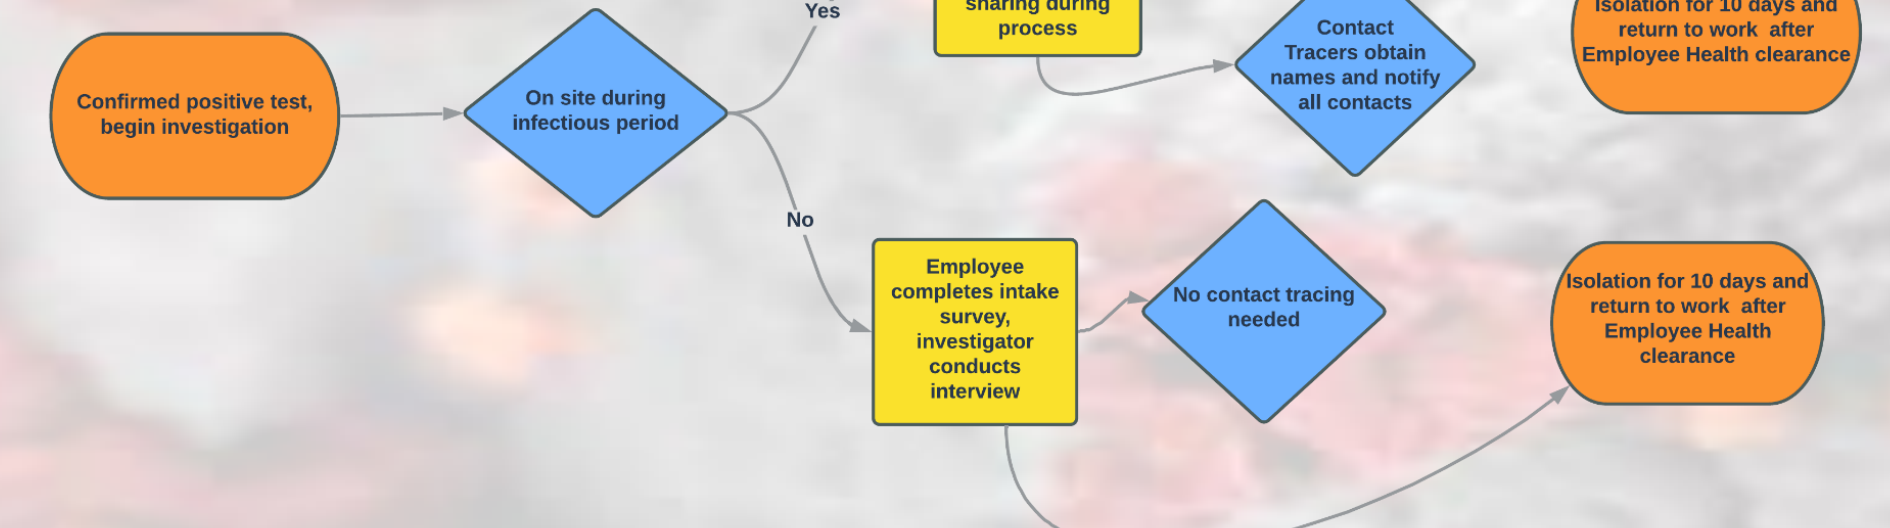 Confirmed positive test,
begin investigation
On site during
infectious period
Yes
No
sharing during
process
Contact
Tracers obtain
names and notify
all contacts
Isolation for 10 days and
return to work  after
Employee Health clearance
Employee
completes intake
survey,
investigator
conducts
interview
No contact tracing
needed
Isolation for 10 days and
return to work  after
Employee Health
clearance